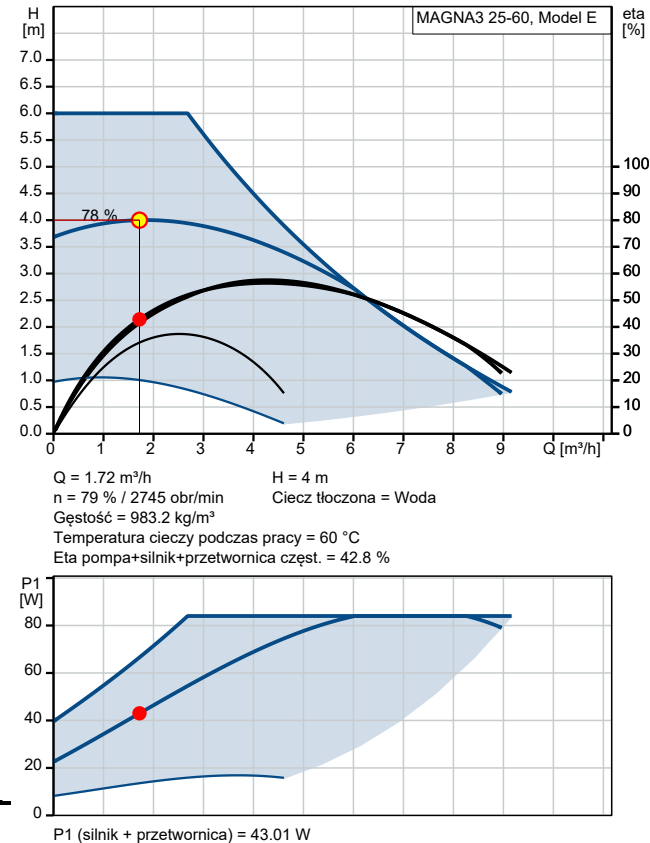 H
[m]
MAGNA3 25-60, Model E
eta
[%]
7.0
6.5
6.0
5.5
5.0
4.5
4.0
3.5
3.0
2.5
2.0
1.5
1.0
0.5
0.0
78 %
100
90
80
70
60
50
40
30
20
10
0
0 1 2 3 4 5 6 7 8 9 Q [m³/h]
Q = 1.72 m³/h H = 4 m
n = 79 % / 2745 obr/min Ciecz tłoczona = Woda
Gęstość = 983.2 kg/m³
Temperatura cieczy podczas pracy = 60 °C
Eta pompa+silnik+przetwornica częst. = 42.8 %
P1
[W]
80
60
40
20
0
P1 (silnik + przetwornica) = 43.01 W